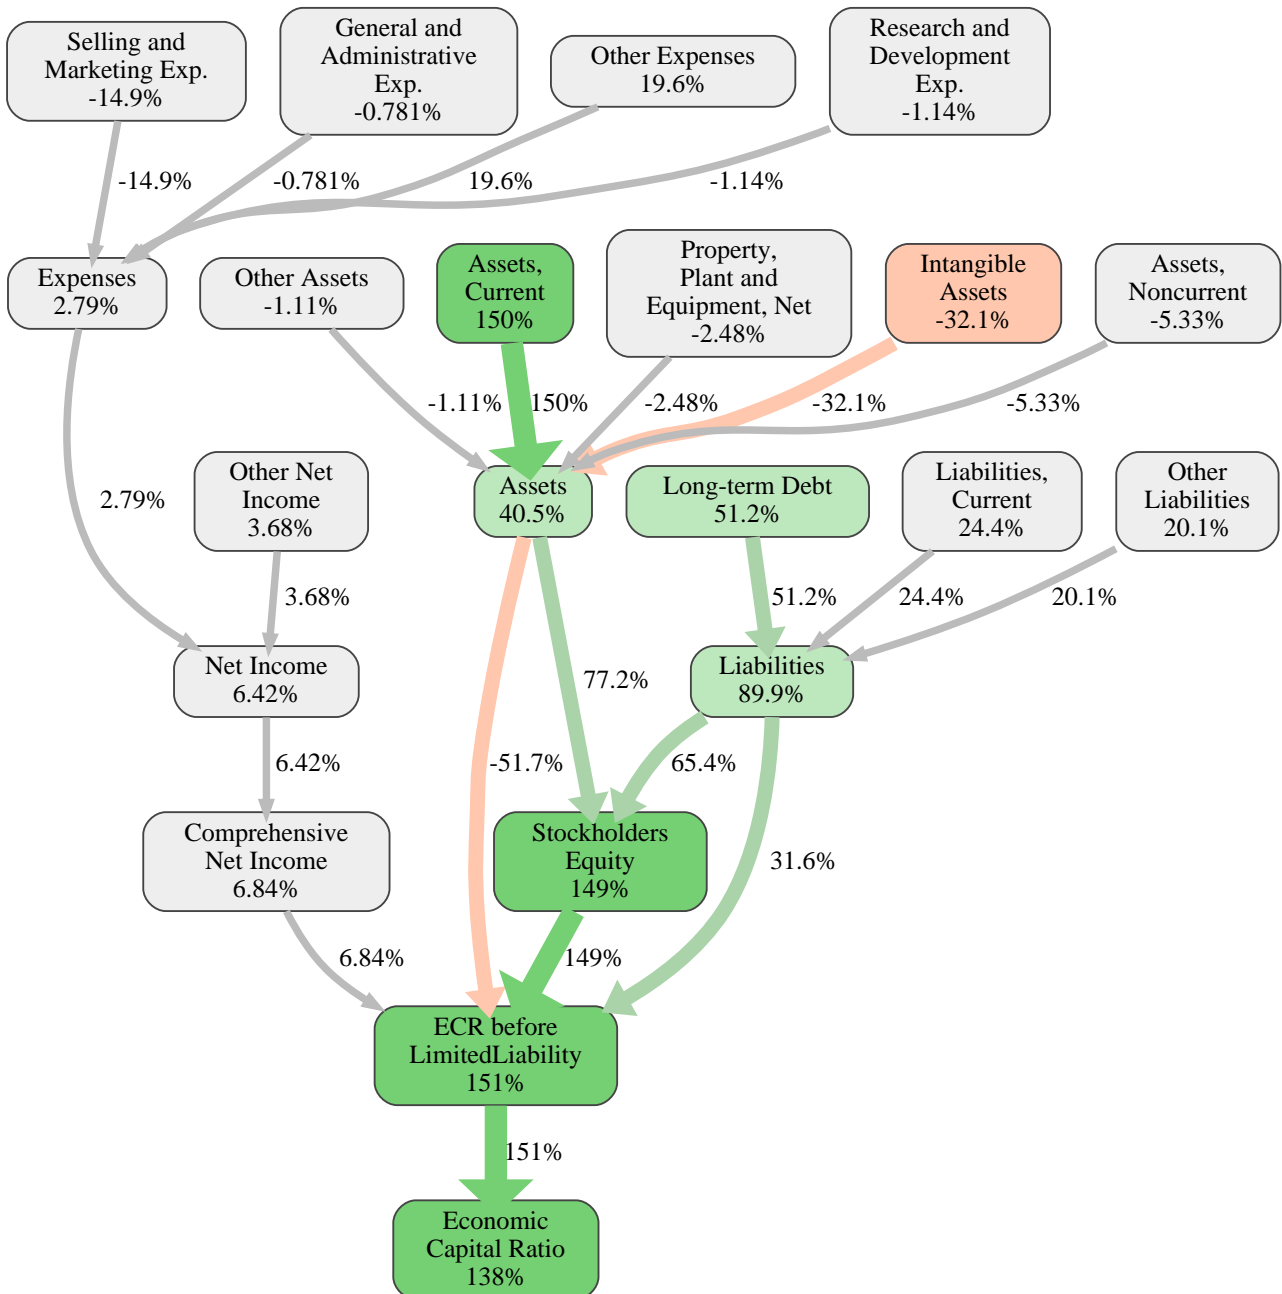 Selling and
Marketing Exp.
-14.9%
General and
Administrative
Exp.
-0.781%
Other Expenses
19.6%
Research and
Development
Exp.
-1.14%
-14.9%
-0.781%
19.6%
-1.14%
Expenses
2.79%
Other Assets
-1.11%
Assets,
Current
150%
Property,
Plant and
Equipment, Net
-2.48%
Intangible
Assets
-32.1%
Assets,
Noncurrent
-5.33%
-1.11%
150%
-2.48%
-32.1%
-5.33%
2.79%
Other Net
Income
3.68%
Assets
40.5%
Long-term Debt
51.2%
Liabilities,
Current
24.4%
Other
Liabilities
20.1%
3.68%
51.2%
24.4%
20.1%
Net Income
6.42%
77.2%
Liabilities
89.9%
6.42%
-51.7%
65.4%
Comprehensive
Net Income
6.84%
Stockholders
Equity
149%
31.6%
6.84%
149%
ECR before
LimitedLiability
151%
151%
Economic
Capital Ratio
138%